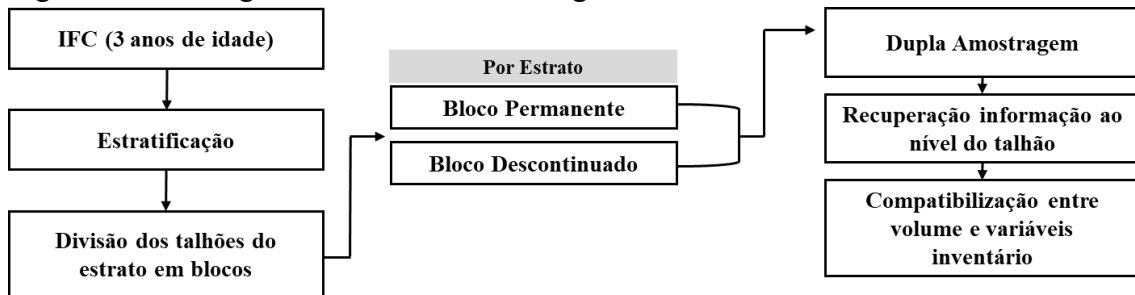 IFC (3 anos de idade)
Estratificação
Divisão dos talhões do
estrato em blocos
Por Estrato
Bloco Permanente
Bloco Descontinuado
Dupla Amostragem
Recuperação informação ao
nível do talhão
Compatibilização entre
volume e variáveis
inventário